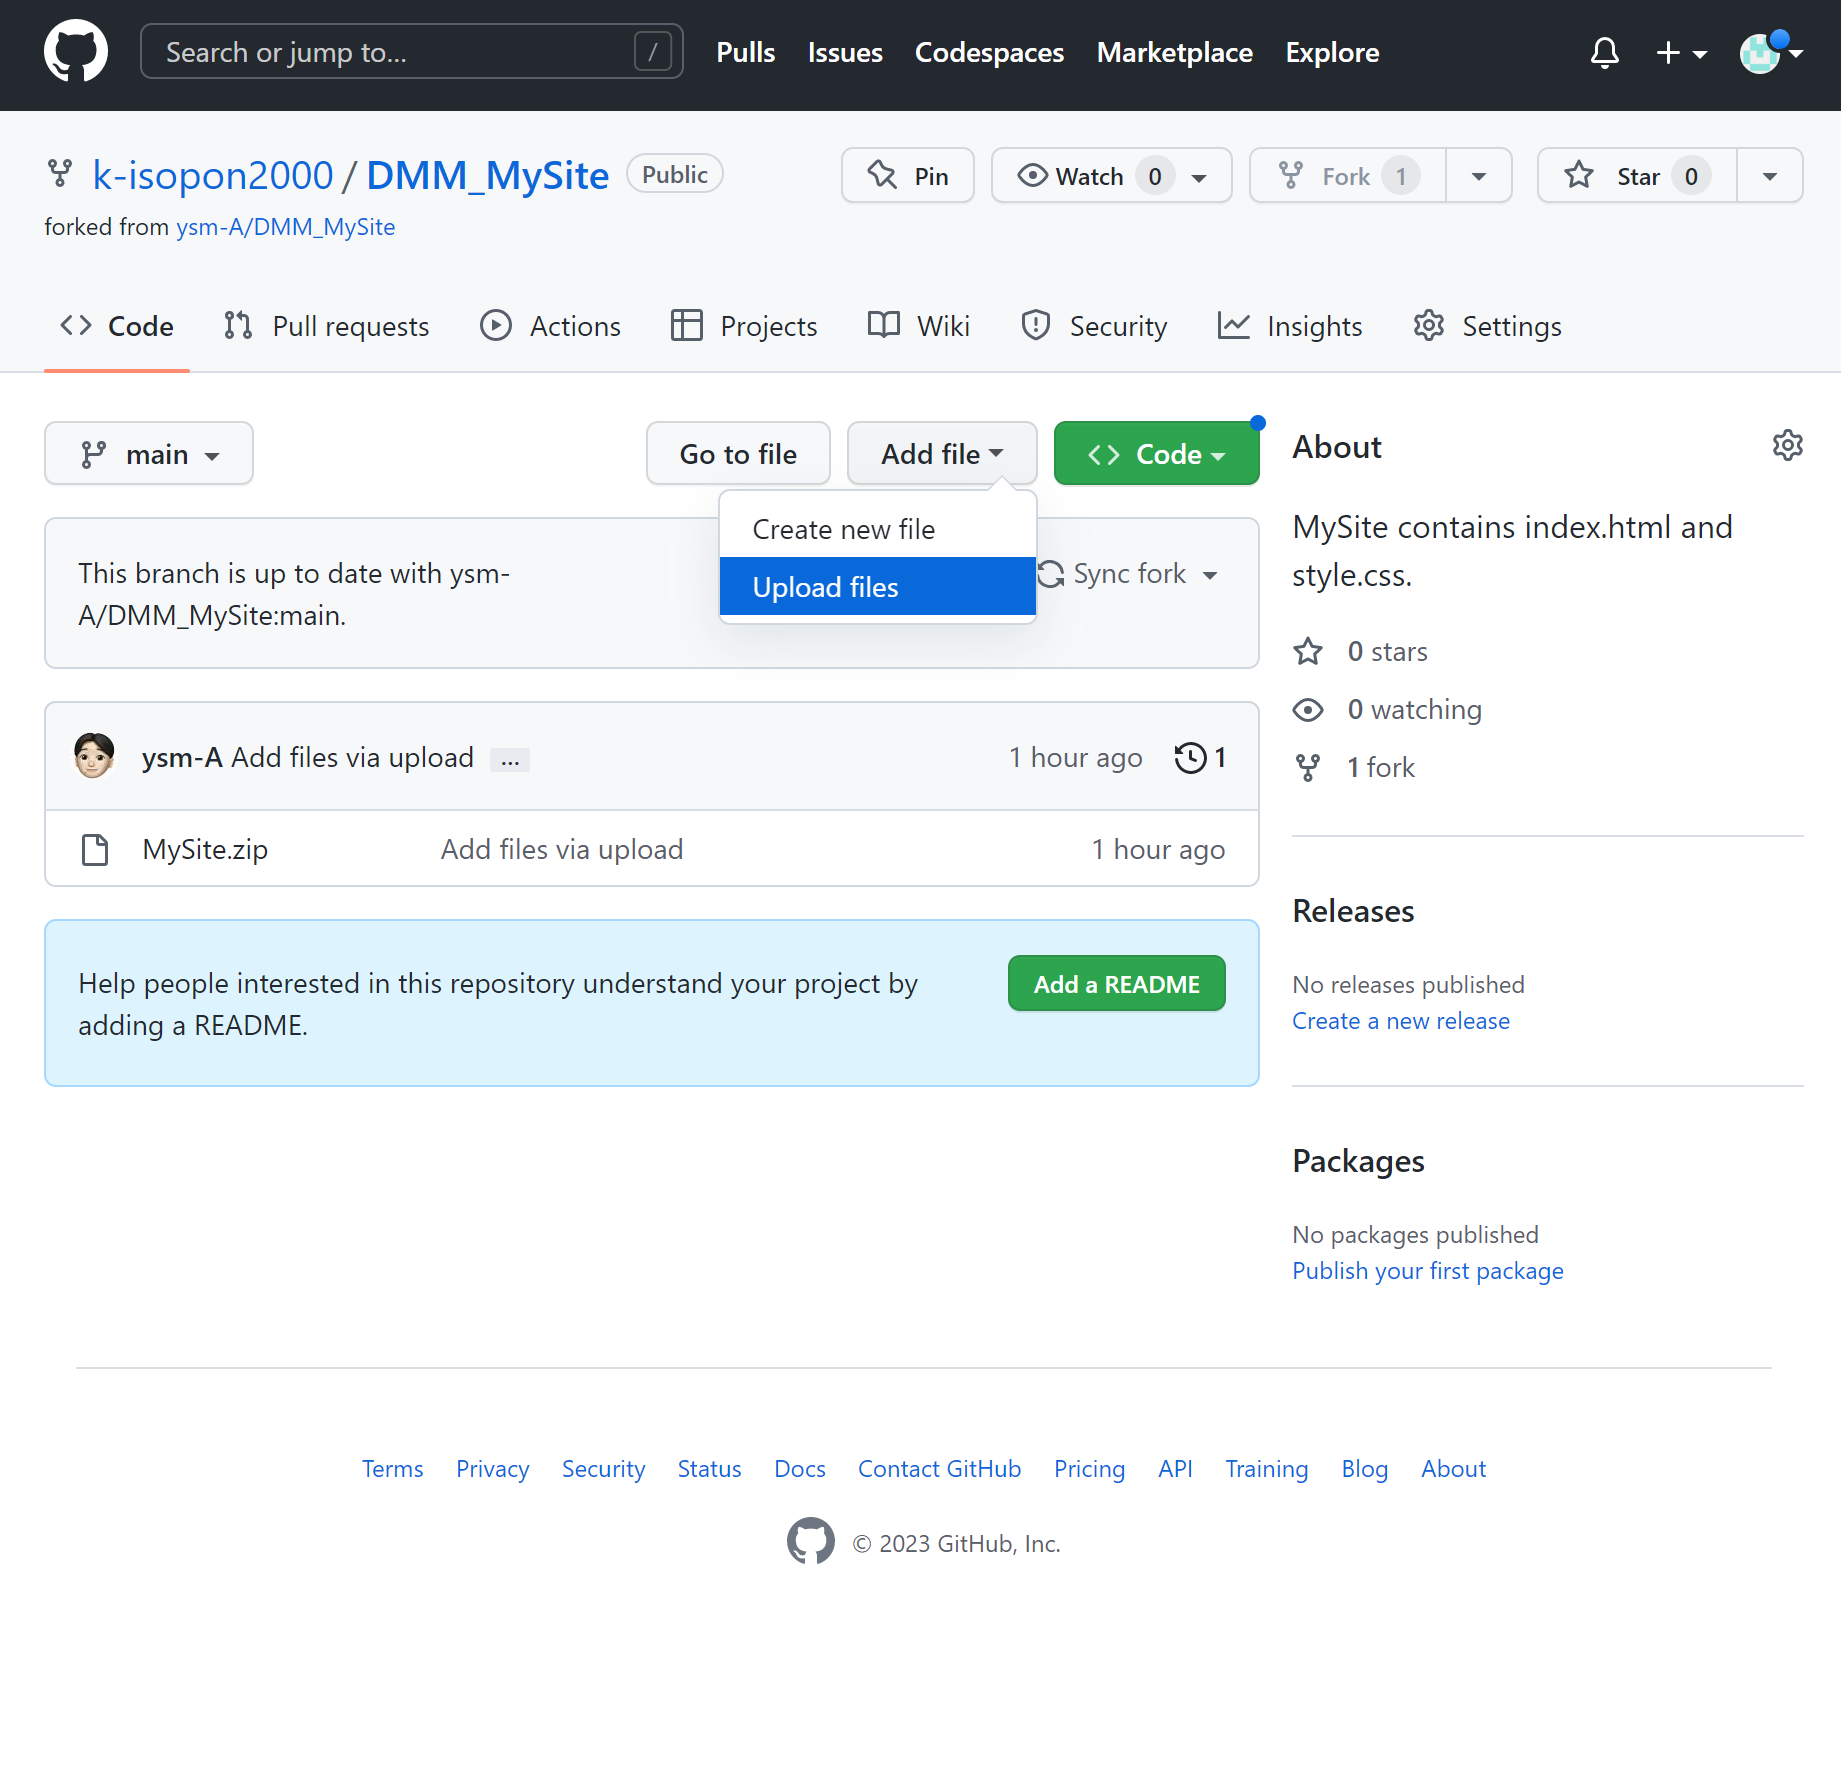 Search or jump to... /
Pulls Issues Codespaces Marketplace Explore
k-isopon2000 / DMM_MySite Public
Pin Watch 0 Fork 1 Star 0
forked from ysm-A/DMM_MySite
Code Pull requests Actions Projects Wiki Security Insights Settings
main Go to file Add file Code
Create new file
Upload files
This branch is up to date with ysm-
A/DMM_MySite:main.
Sync fork
ysm-A Add files via upload ... 1 hour ago 1
MySite.zip Add files via upload 1 hour ago
Help people interested in this repository understand your project by
adding a README.
Add a README
About
MySite contains index.html and
style.css.
0 stars
0 watching
1 fork
Releases
No releases published
Create a new release
Packages
No packages published
Publish your first package
Terms Privacy Security Status Docs Contact GitHub Pricing API Training Blog About
© 2023 GitHub, Inc.